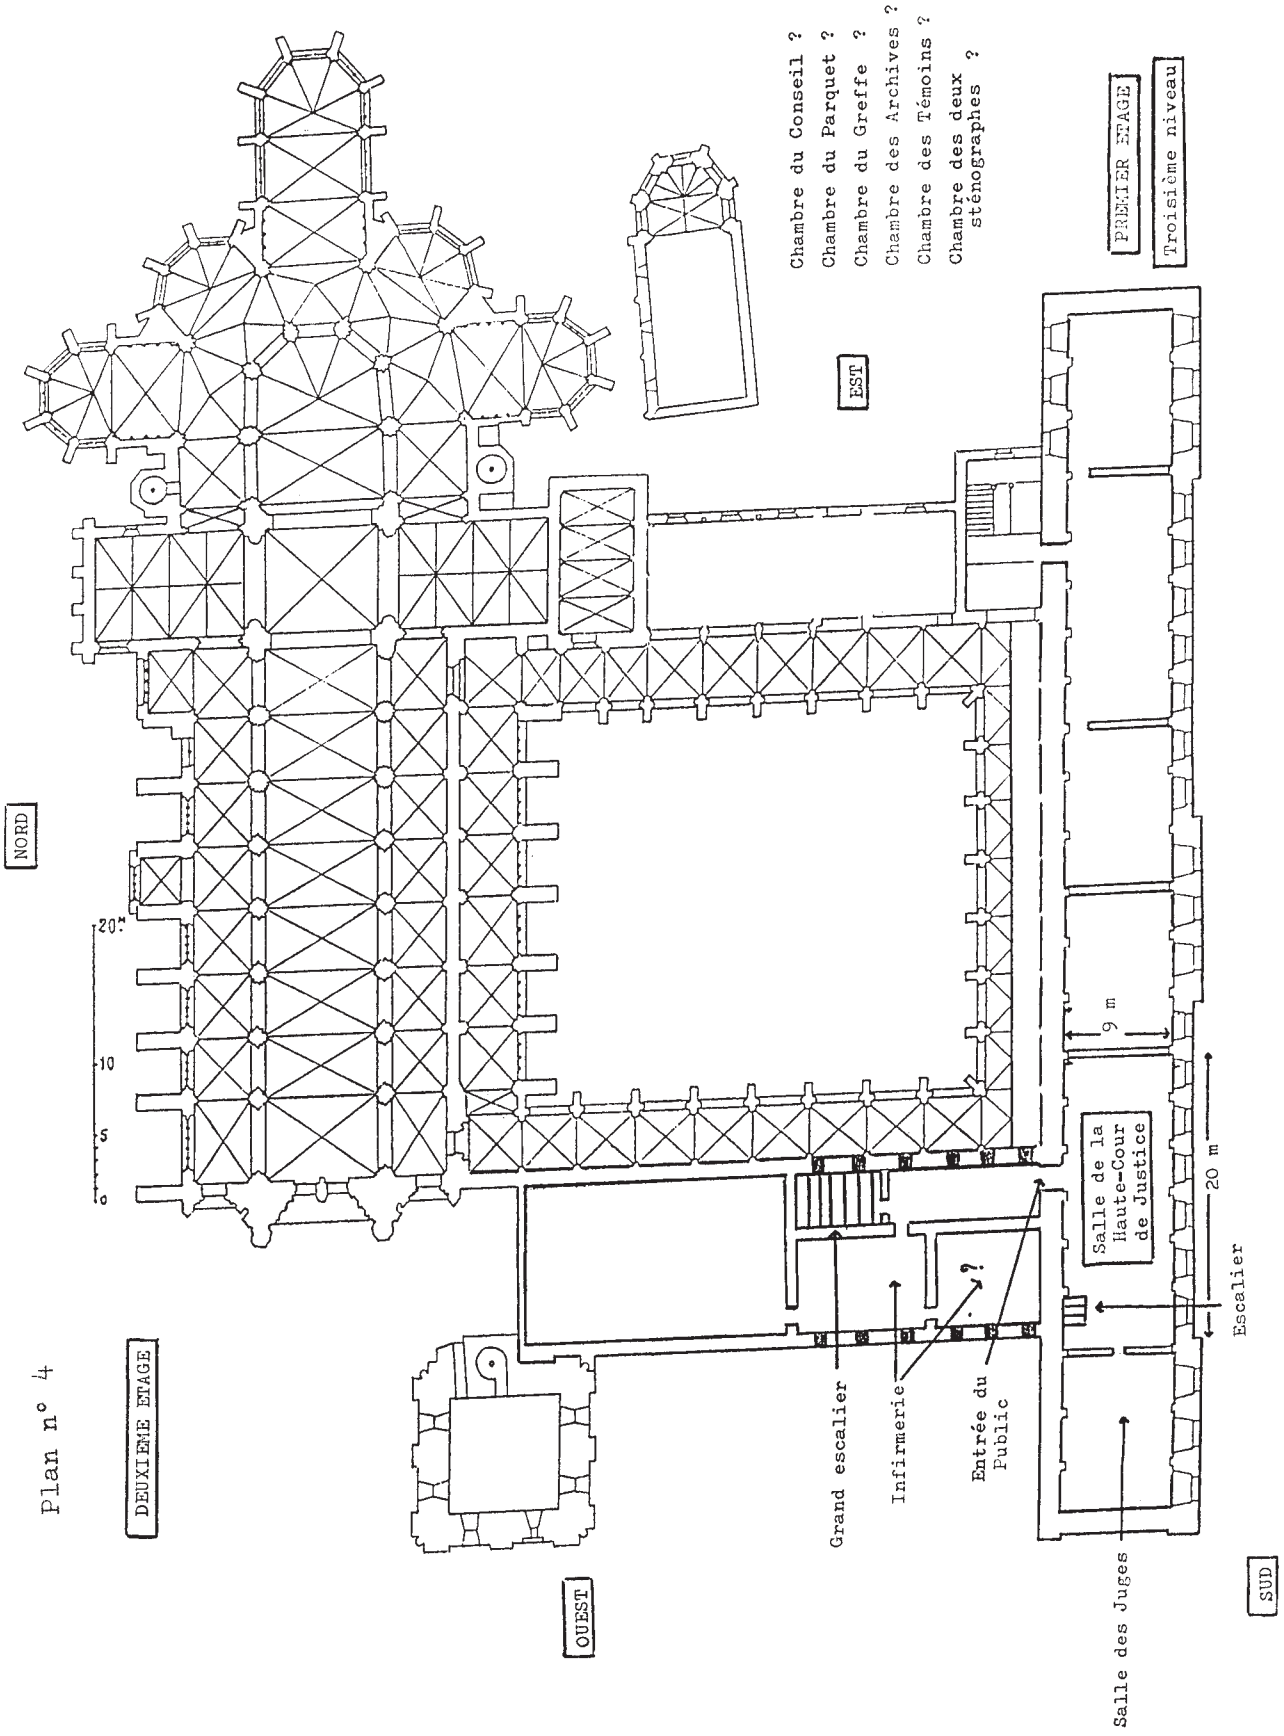 Plan n° 4
DEUXIEME ETAGE
NORD
0
5
10
20 M.
OUEST
EST
SUD
Chambre du Conseil ?
Chambre du Parquet ?
Chambre du Greffe ?
Chambre des Archives ?
Chambre des Témoins ?
Chambre des deux
sténographes ?
PREMIER ETAGE
Troisième niveau
Grand escalier
Infirmerie
?
Entrée du
Public
Salle des Juges
Salle de la
Haute-Cour
de Justice
9 m
20 m
Escalier